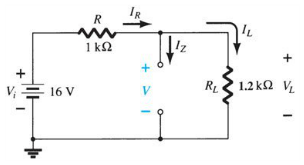 R
I_R
1 kΩ
I_Z
I_L
+
V_i
16 V
−
+
V
−
R_L
1.2 kΩ
+
V_L
−